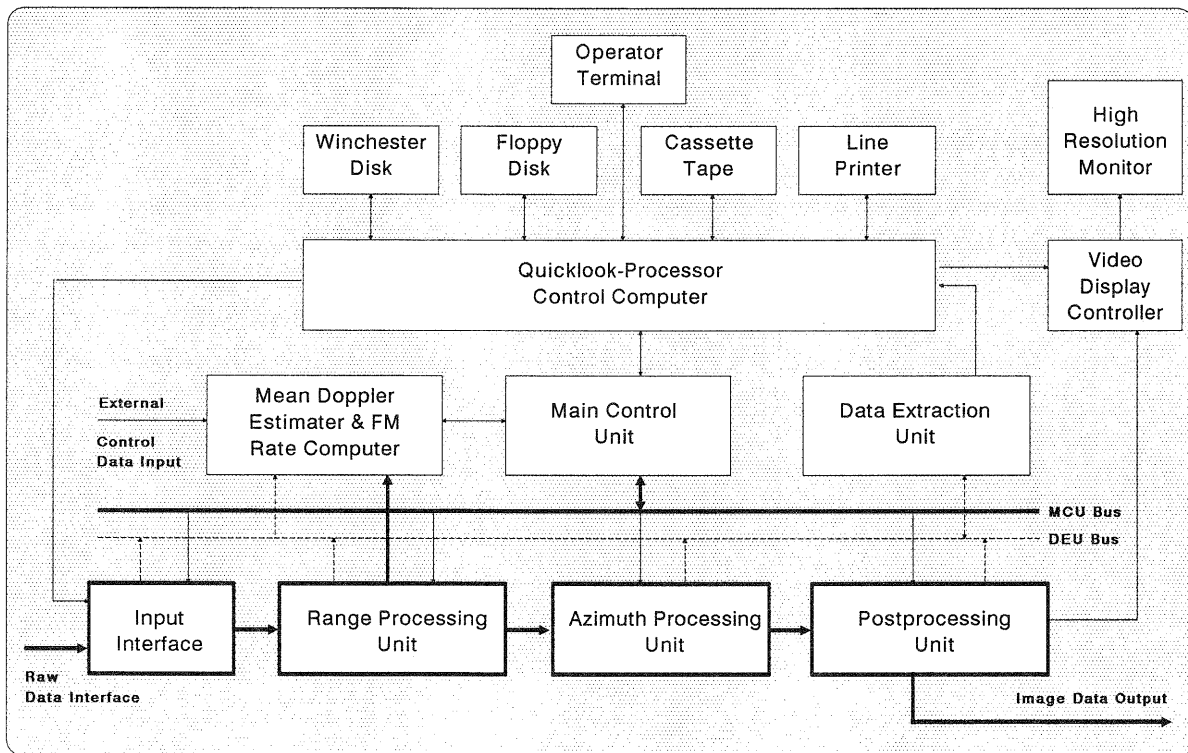 Operator
Terminal
Winchester
Disk
Floppy
Disk
Cassette
Tape
Line
Printer
High
Resolution
Monitor
Quicklook-Processor
Control Computer
Video
Display
Controller
External
Control
Data Input
Mean Doppler
Estimater & FM
Rate Computer
Main Control
Unit
Data Extraction
Unit
MCU Bus
DEU Bus
Input
Interface
Range Processing
Unit
Azimuth Processing
Unit
Postprocessing
Unit
Raw
Data Interface
Image Data Output